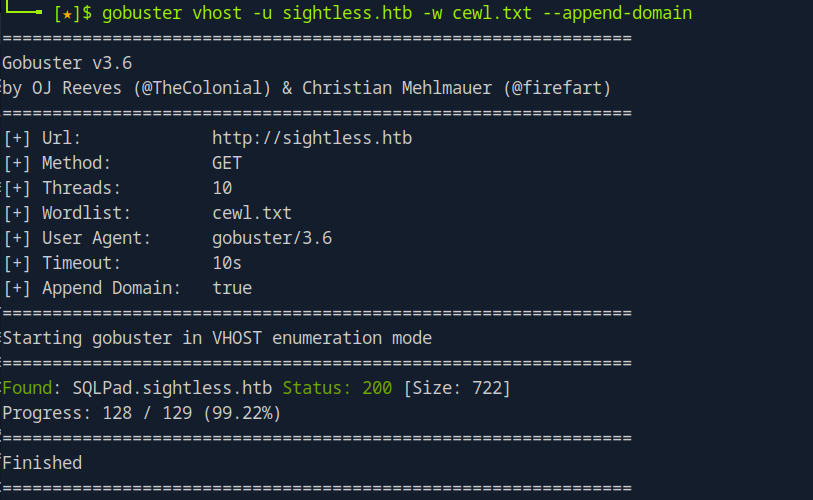 [★]$ gobuster vhost -u sightless.htb -w cewl.txt --append-domain
===============================================================
Gobuster v3.6
by OJ Reeves (@TheColonial) & Christian Mehlmauer (@firefart)
===============================================================
[+] Url:             http://sightless.htb
[+] Method:          GET
[+] Threads:         10
[+] Wordlist:        cewl.txt
[+] User Agent:      gobuster/3.6
[+] Timeout:         10s
[+] Append Domain:   true
===============================================================
Starting gobuster in VHOST enumeration mode
===============================================================
Found: SQLPad.sightless.htb Status: 200 [Size: 722]
Progress: 128 / 129 (99.22%)
===============================================================
Finished
===============================================================